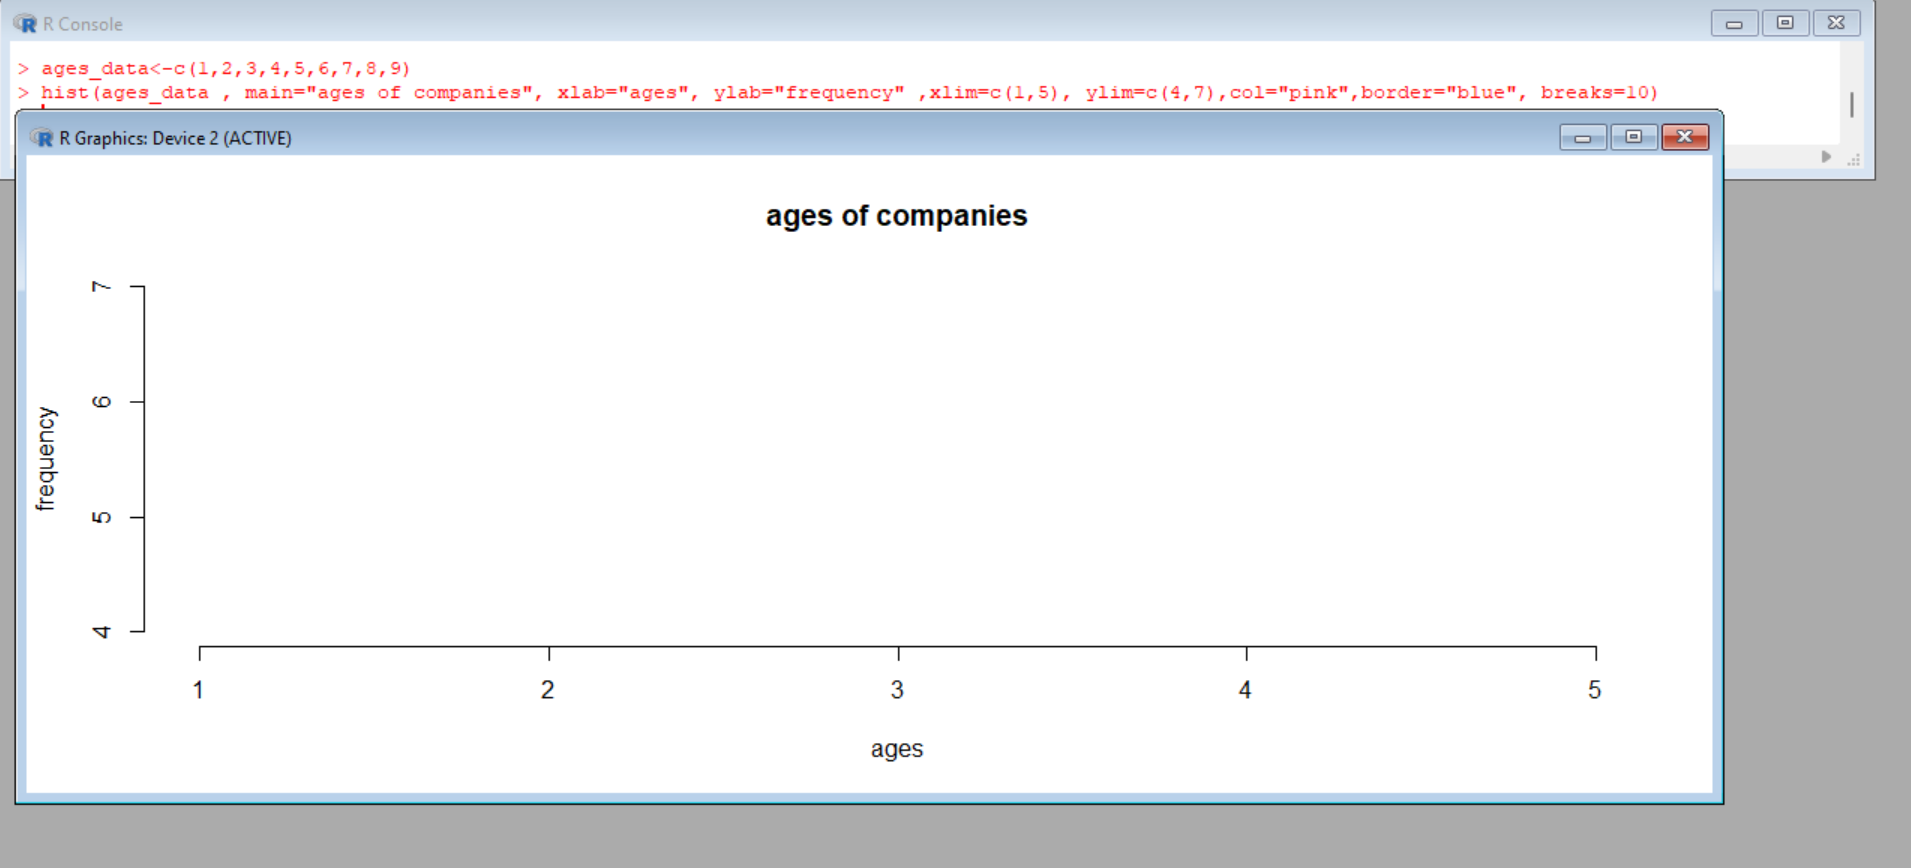 R Console
> ages_data<-c(1,2,3,4,5,6,7,8,9)
> hist(ages_data , main="ages of companies", xlab="ages", ylab="frequency" ,xlim=c(1,5), ylim=c(4,7),col="pink",border="blue", breaks=10)
R Graphics: Device 2 (ACTIVE)
ages of companies
7
6
5
4
frequency
1 2 3 4 5
ages